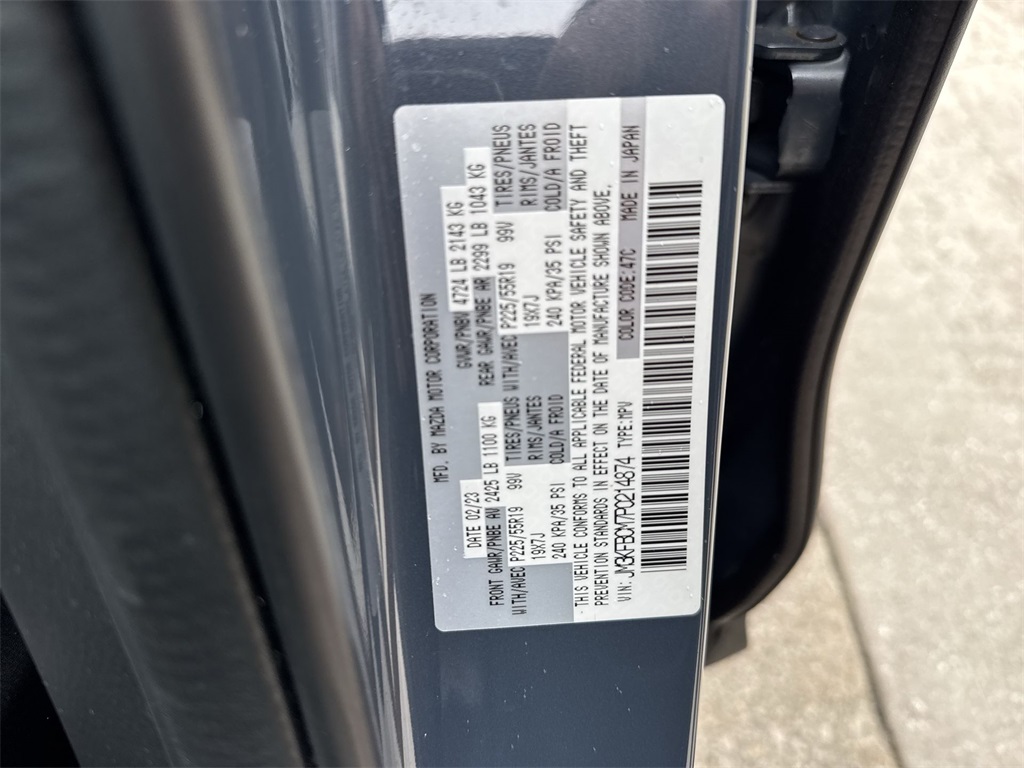 MFD. BY MAZDA MOTOR CORPORATION
DATE 02/23 GVWR/PNBV 4724 LB 2143 KG
FRONT GAWR/PNBE AV 2425 LB 1100 KG REAR GAWR/PNBE AR 2299 LB 1043 KG
WITH/AVEC P225/55R19 99V TIRES/PNEUS WITH/AVEC P225/55R19 99V TIRES/PNEUS
19X7J RIMS/JANTES 19X7J RIMS/JANTES
240 KPA/35 PSI COLD/A FROID 240 KPA/35 PSI COLD/A FROID
·THIS VEHICLE CONFORMS TO ALL APPLICABLE FEDERAL MOTOR VEHICLE SAFETY AND THEFT
PREVENTION STANDARDS IN EFFECT ON THE DATE OF MANUFACTURE SHOWN ABOVE.
VIN: JM3KFBCM7P0214874 TYPE:MPV COLOR CODE:47C MADE IN JAPAN